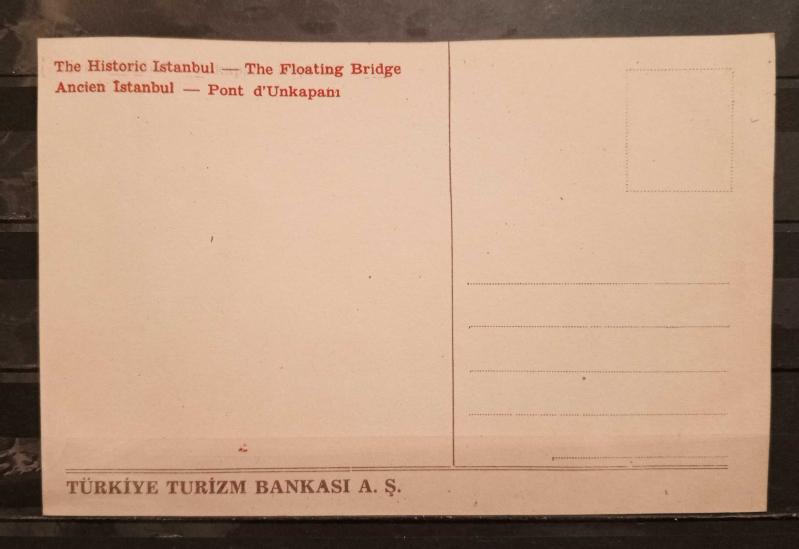 The Historic Istanbul — The Floating Bridge
Ancien İstanbul — Pont d'Unkapanı
TÜRKİYE TURİZM BANKASI A. Ş.